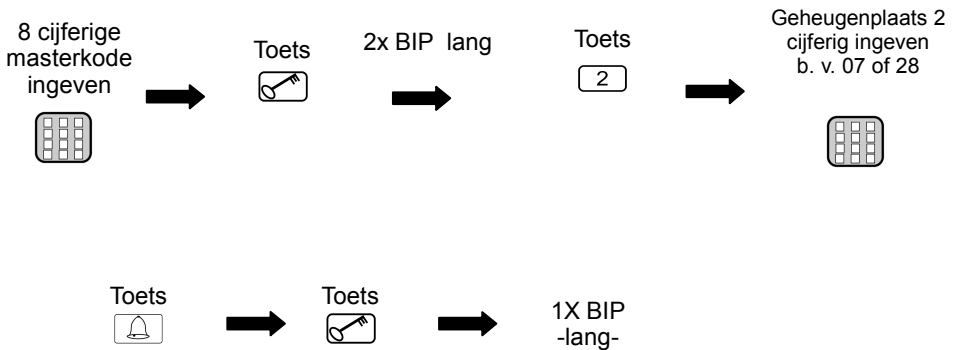 8 cijferige
masterkode
ingeven
Toets
2x BIP lang
Toets
2
Geheugenplaats 2
cijferig ingeven
b. v. 07 of 28
Toets
Toets
1X BIP
-lang-